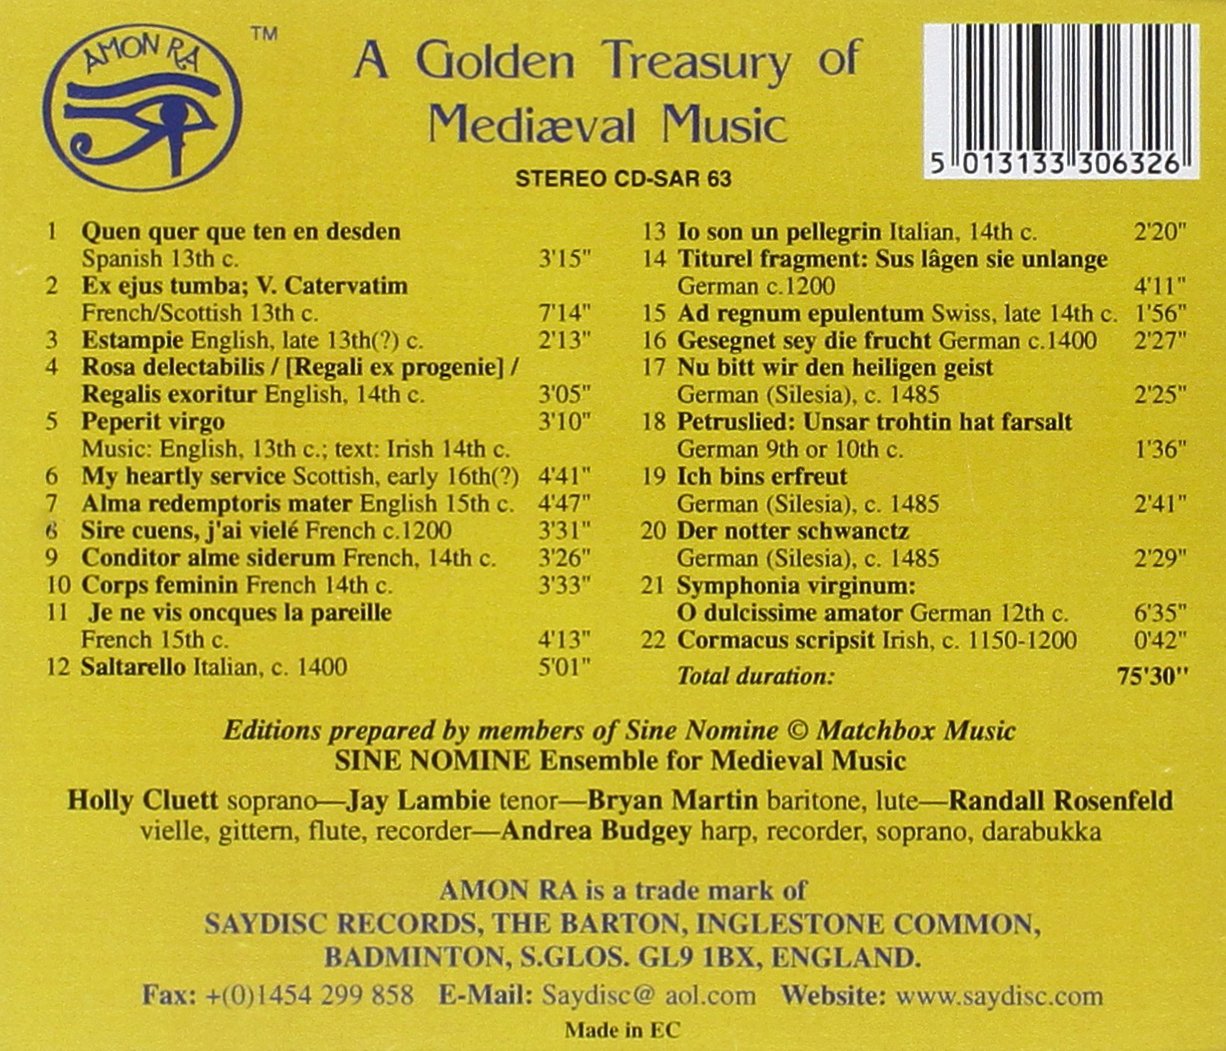 AMON RA
TM
A Golden Treasury of
Mediæval Music
STEREO CD-SAR 63
5 013133 306326
1 Quen quer que ten en desden
Spanish 13th c. 3'15"
2 Ex ejus tumba; V. Catervatim
French/Scottish 13th c. 7'14"
3 Estampie English, late 13th(?) c. 2'13"
4 Rosa delectabilis / [Regali ex progenie] /
Regalis exoritur English, 14th c. 3'05"
5 Peperit virgo 3'10"
Music: English, 13th c.; text: Irish 14th c.
6 My heartly service Scottish, early 16th(?) 4'41"
7 Alma redemptoris mater English 15th c. 4'47"
8 Sire cuens, j'ai vielé French c.1200 3'31"
9 Conditor alme siderum French, 14th c. 3'26"
10 Corps feminin French 14th c. 3'33"
11 Je ne vis oncques la pareille
French 15th c. 4'13"
12 Saltarello Italian, c. 1400 5'01"
13 Io son un pellegrin Italian, 14th c. 2'20"
14 Titurel fragment: Sus lâgen sie unlange
German c.1200 4'11"
15 Ad regnum epulentum Swiss, late 14th c. 1'56"
16 Gesegnet sey die frucht German c.1400 2'27"
17 Nu bitt wir den heiligen geist
German (Silesia), c. 1485 2'25"
18 Petruslied: Unsar trohtin hat farsalt
German 9th or 10th c. 1'36"
19 Ich bins erfreut
German (Silesia), c. 1485 2'41"
20 Der notter schwanctz
German (Silesia), c. 1485 2'29"
21 Symphonia virginum:
O dulcissime amator German 12th c. 6'35"
22 Cormacus scripsit Irish, c. 1150-1200 0'42"
Total duration: 75'30"
Editions prepared by members of Sine Nomine © Matchbox Music
SINE NOMINE Ensemble for Medieval Music
Holly Cluett soprano—Jay Lambie tenor—Bryan Martin baritone, lute—Randall Rosenfeld
vielle, gittern, flute, recorder—Andrea Budgey harp, recorder, soprano, darabukka
AMON RA is a trade mark of
SAYDISC RECORDS, THE BARTON, INGLESTONE COMMON,
BADMINTON, S.GLOS. GL9 1BX, ENGLAND.
Fax: +(0)1454 299 858 E-Mail: Saydisc@ aol.com Website: www.saydisc.com
Made in EC